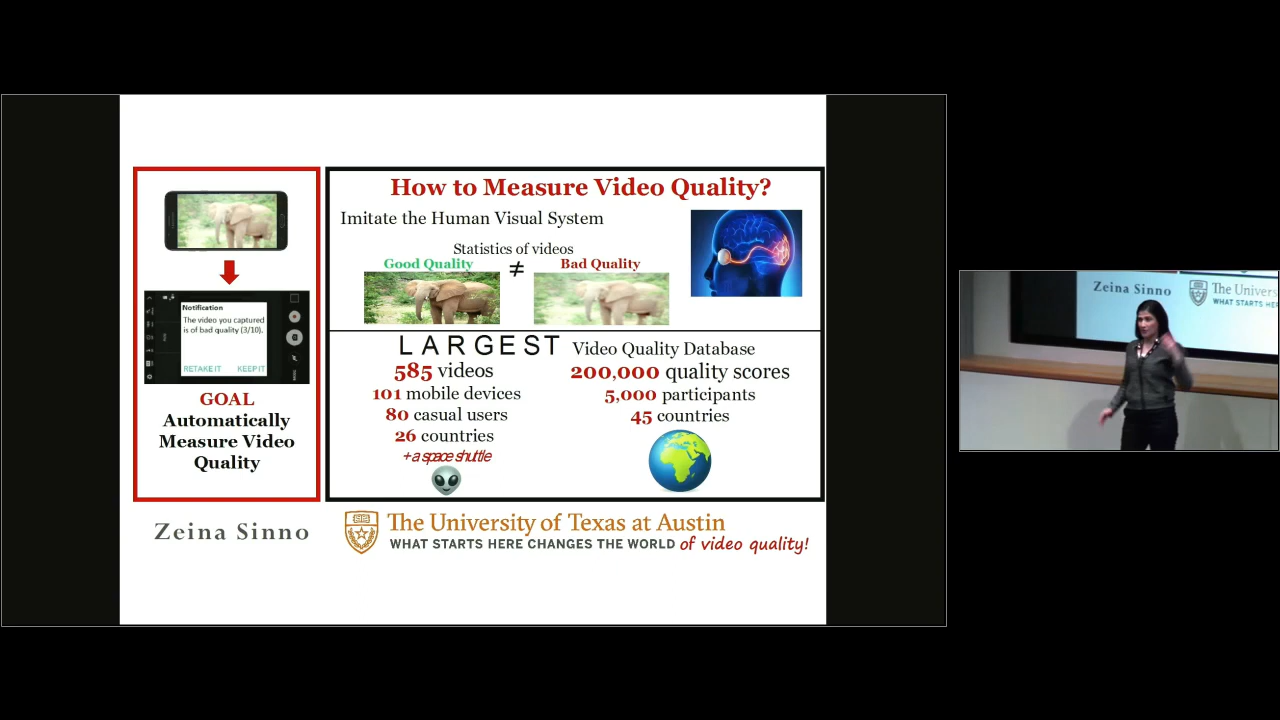 How to Measure Video Quality?
Imitate the Human Visual System
Statistics of videos
Good Quality
≠
Bad Quality
Notification
The video you captured
is of bad quality (3/10).
RETAKE IT
KEEP IT
GOAL
Automatically
Measure Video
Quality
LARGEST Video Quality Database
585 videos
101 mobile devices
80 casual users
26 countries
+ a space shuttle
200,000 quality scores
5,000 participants
45 countries
Zeina Sinno
The University of Texas at Austin
WHAT STARTS HERE CHANGES THE WORLD of video quality!
Zeina Sinno
The Univers
WHAT STARTS HER